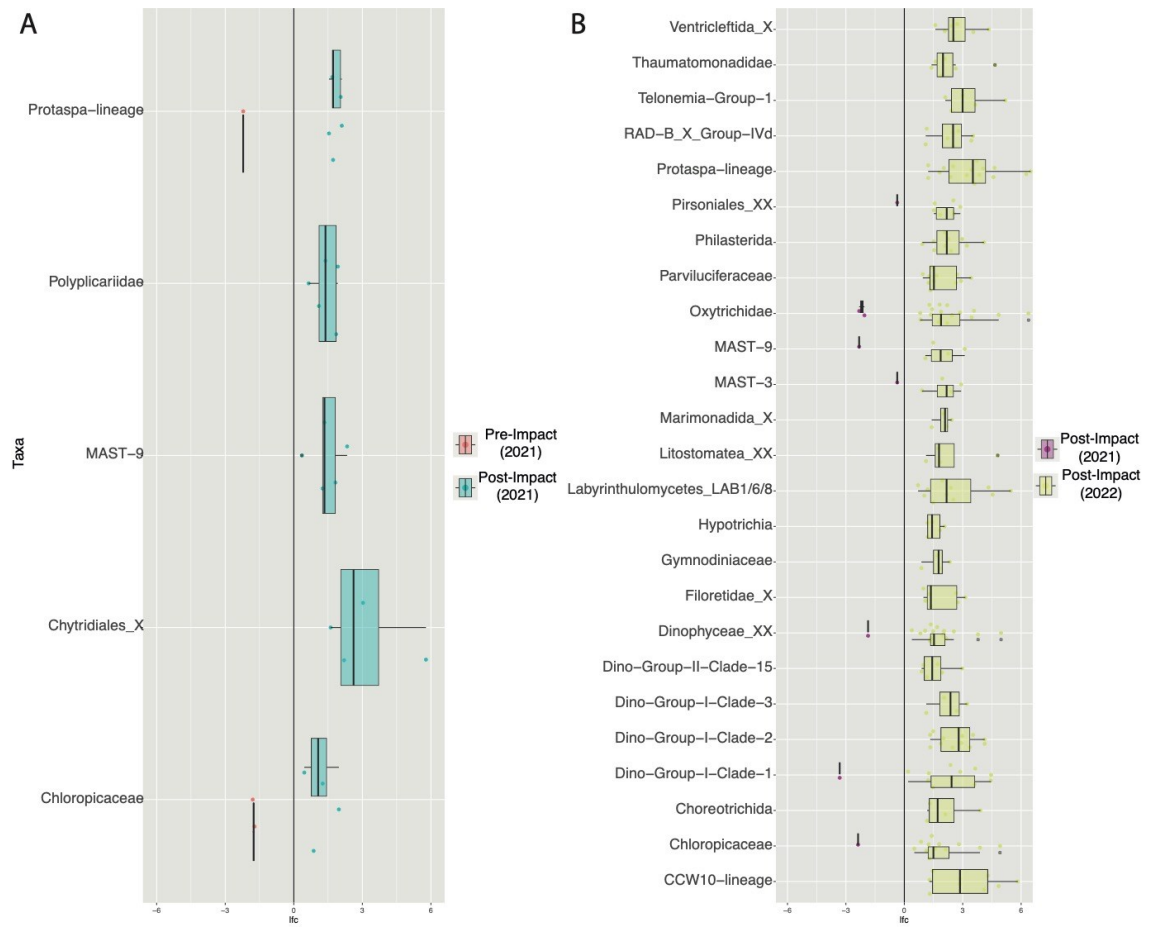 A
Taxa
Protaspa-lineage
Polyplicariidae
MAST-9
Chytridiales_X
Chloropicaceae
-6
-3
0
3
6
lfc
Pre-Impact
(2021)
Post-Impact
(2021)
B
Ventricleftida_X
Thaumatomonadidae
Telonemia-Group-1
RAD-B_X_Group-IVd
Protaspa-lineage
Pirsoniales_XX
Philasterida
Parviluciferaceae
Oxytrichidae
MAST-9
MAST-3
Marimonadida_X
Litostomatea_XX
Labyrinthulomycetes_LAB1/6/8
Hypotrichia
Gymnodiniaceae
Filoretidae_X
Dinophyceae_XX
Dino-Group-II-Clade-15
Dino-Group-I-Clade-3
Dino-Group-I-Clade-2
Dino-Group-I-Clade-1
Choreotrichida
Chloropicaceae
CCW10-lineage
-6
-3
0
3
6
lfc
Post-Impact
(2021)
Post-Impact
(2022)